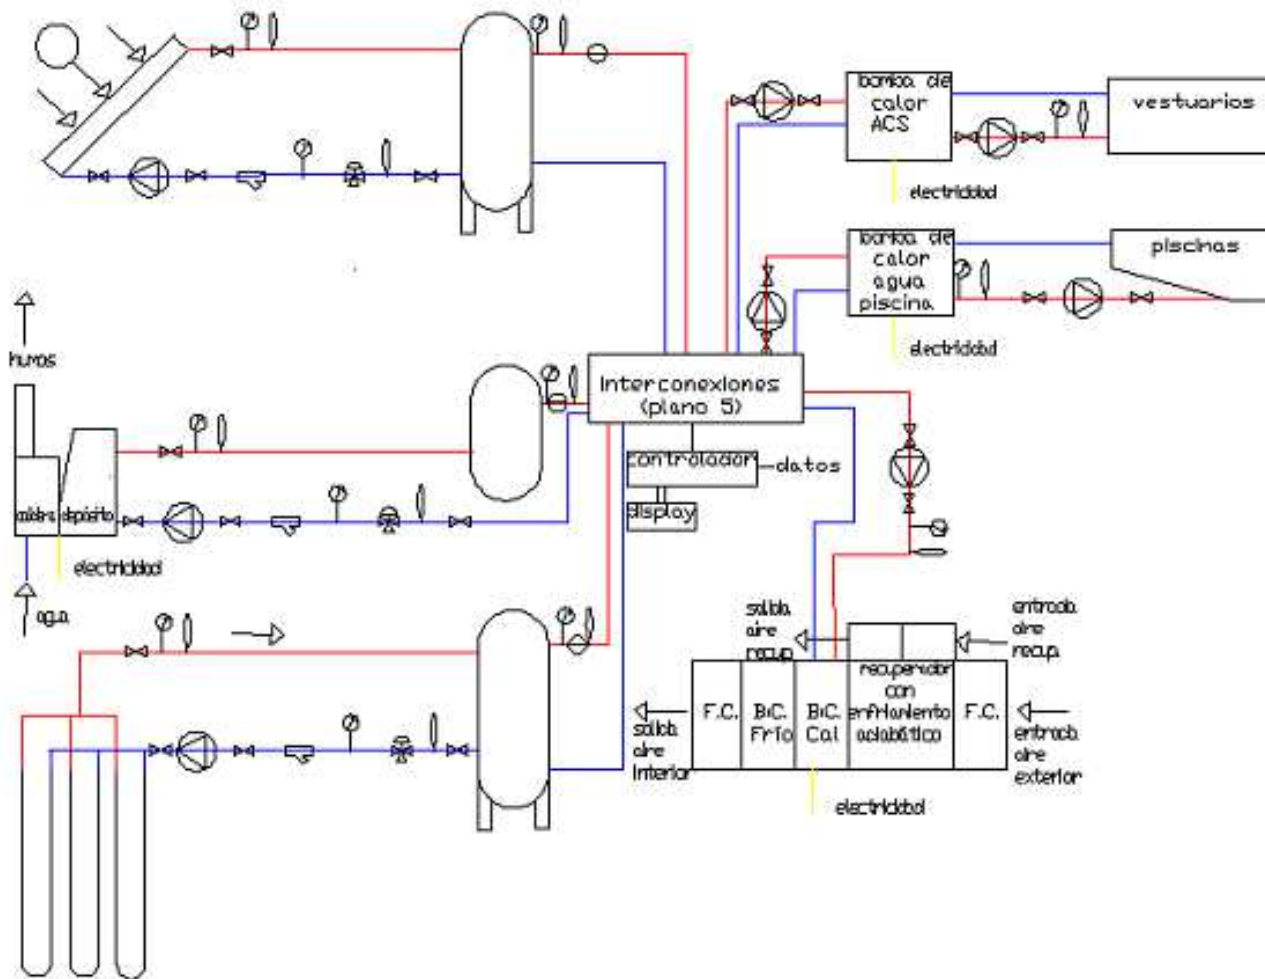 bomba de
calor
ACS
vestuarios
electricidad
bomba de
calor
agua
piscina
piscinas
electricidad
humos
caldera
depósito
electricidad
agua
Interconexiones
(plano 5)
controlador
datos
display
salida
aire
recup.
entrada
aire
recup.
F.C.
B.C.
Frío
B.C.
Cal
recuperador
con
enfriamiento
adiabático
F.C.
salida
aire
interior
entrada
aire
exterior
electricidad